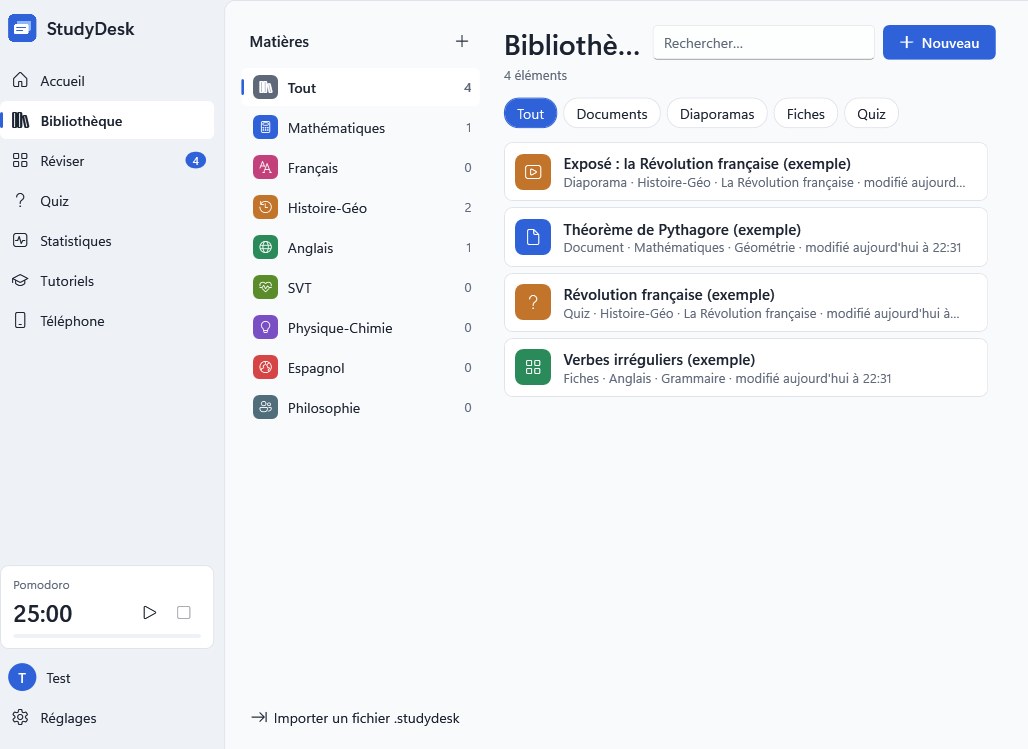 StudyDesk
Accueil
Bibliothèque
Réviser 4
Quiz
Statistiques
Tutoriels
Téléphone
Pomodoro
25:00
T Test
Réglages
Matières
Tout 4
Mathématiques 1
Français 0
Histoire-Géo 2
Anglais 1
SVT 0
Physique-Chimie 0
Espagnol 0
Philosophie 0
Importer un fichier .studydesk
Bibliothè... Rechercher... Nouveau
4 éléments
Tout Documents Diaporamas Fiches Quiz
Exposé : la Révolution française (exemple)
Diaporama · Histoire-Géo · La Révolution française · modifié aujourd...
Théorème de Pythagore (exemple)
Document · Mathématiques · Géométrie · modifié aujourd'hui à 22:31
Révolution française (exemple)
Quiz · Histoire-Géo · La Révolution française · modifié aujourd'hui à...
Verbes irréguliers (exemple)
Fiches · Anglais · Grammaire · modifié aujourd'hui à 22:31